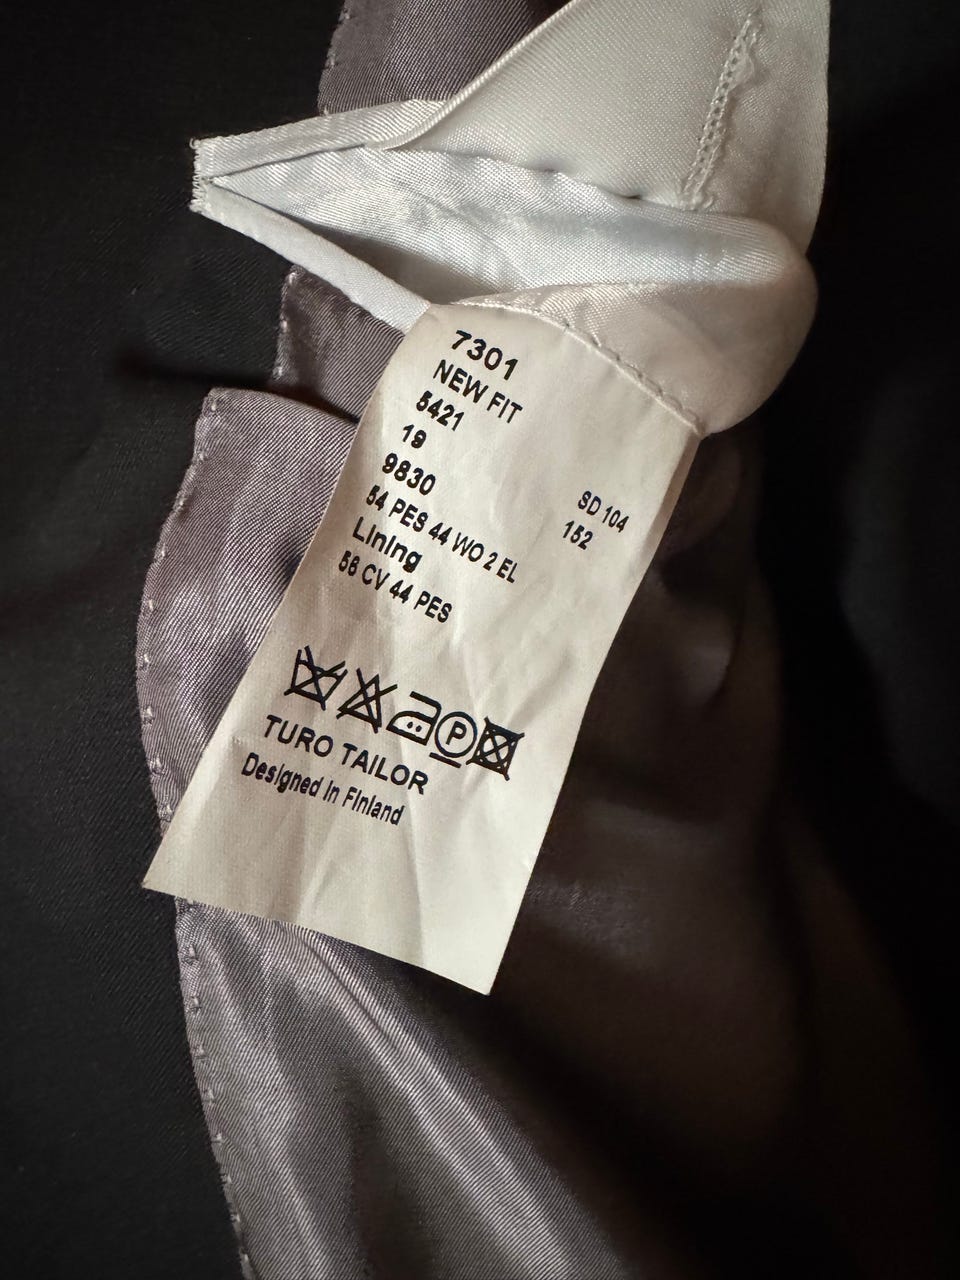 7301
NEW FIT
5421
19
9830
54 PES 44 WO 2 EL
Lining
56 CV 44 PES
SD 104
152
P
TURO TAILOR
Designed in Finland